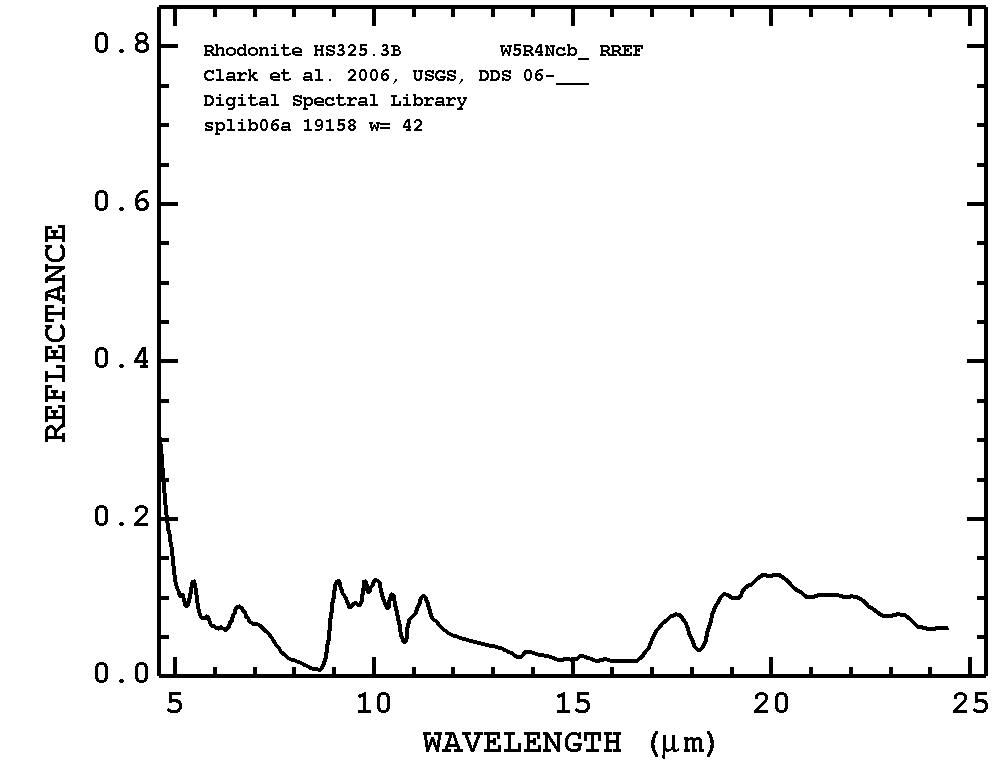 0.8
Rhodonite HS325.3B W5R4Ncb_ RREF
Clark et al. 2006, USGS, DDS 06-___
Digital Spectral Library
splib06a 19158 w= 42
0.6
0.4
0.2
0.0
REFLECTANCE
5 10 15 20 25
WAVELENGTH (μm)